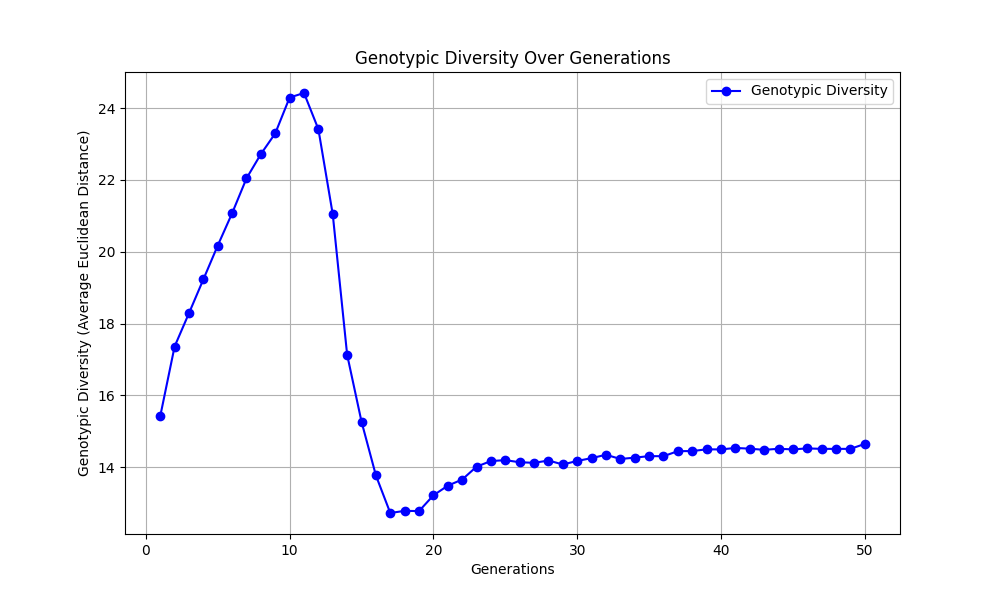 Genotypic Diversity Over Generations
Genotypic Diversity
Genotypic Diversity (Average Euclidean Distance)
24
22
20
18
16
14
0 10 20 30 40 50
Generations